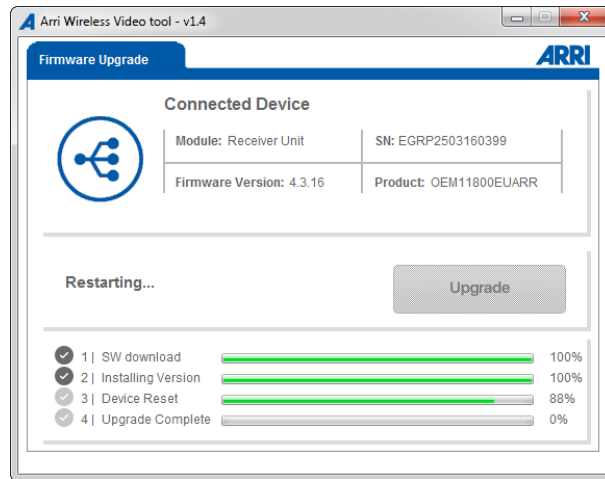 Arri Wireless Video tool - v1.4
Firmware Upgrade
ARRI
Connected Device
Module: Receiver Unit
SN: EGRP2503160399
Firmware Version: 4.3.16
Product: OEM11800EUARR
Restarting...
Upgrade
1 | SW download 100%
2 | Installing Version 100%
3 | Device Reset 88%
4 | Upgrade Complete 0%